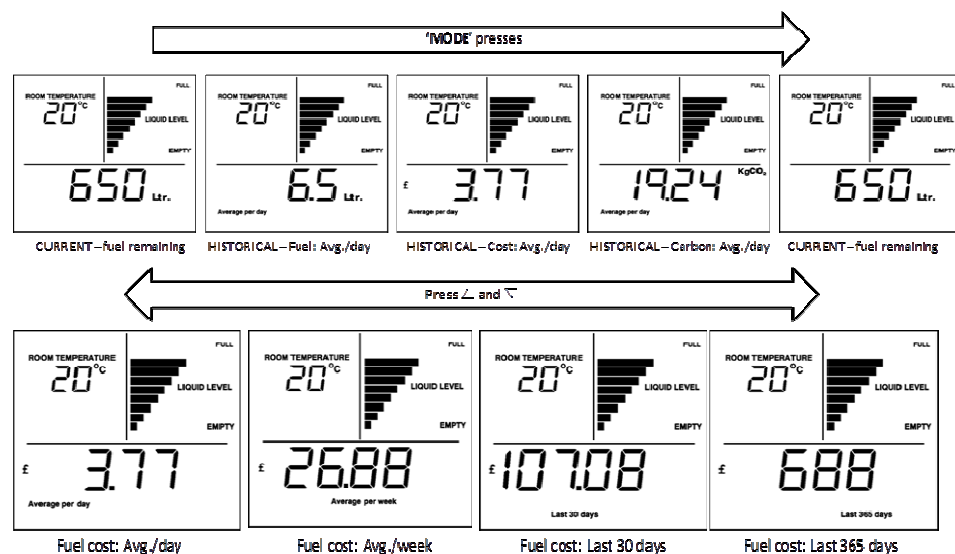 'MODE' presses
FULL
ROOM TEMPERATURE
20°C
LIQUID LEVEL
EMPTY
650 Ltr.
CURRENT – fuel remaining
FULL
ROOM TEMPERATURE
20°C
LIQUID LEVEL
EMPTY
6.5 Ltr.
Average per day
HISTORICAL – Fuel: Avg./day
FULL
ROOM TEMPERATURE
20°C
LIQUID LEVEL
EMPTY
£ 3.77
Average per day
HISTORICAL – Cost: Avg./day
FULL
ROOM TEMPERATURE
20°C
LIQUID LEVEL
EMPTY
19.24 KgCO₂
Average per day
HISTORICAL – Carbon: Avg./day
FULL
ROOM TEMPERATURE
20°C
LIQUID LEVEL
EMPTY
650 Ltr.
CURRENT – fuel remaining
Press and
FULL
ROOM TEMPERATURE
20°C
LIQUID LEVEL
EMPTY
£ 3.77
Average per day
Fuel cost: Avg./day
FULL
ROOM TEMPERATURE
20°C
LIQUID LEVEL
EMPTY
£ 26.88
Average per week
Fuel cost: Avg./week
FULL
ROOM TEMPERATURE
20°C
LIQUID LEVEL
EMPTY
£ 107.08
Last 30 days
Fuel cost: Last 30 days
FULL
ROOM TEMPERATURE
20°C
LIQUID LEVEL
EMPTY
£ 688
Last 365 days
Fuel cost: Last 365 days